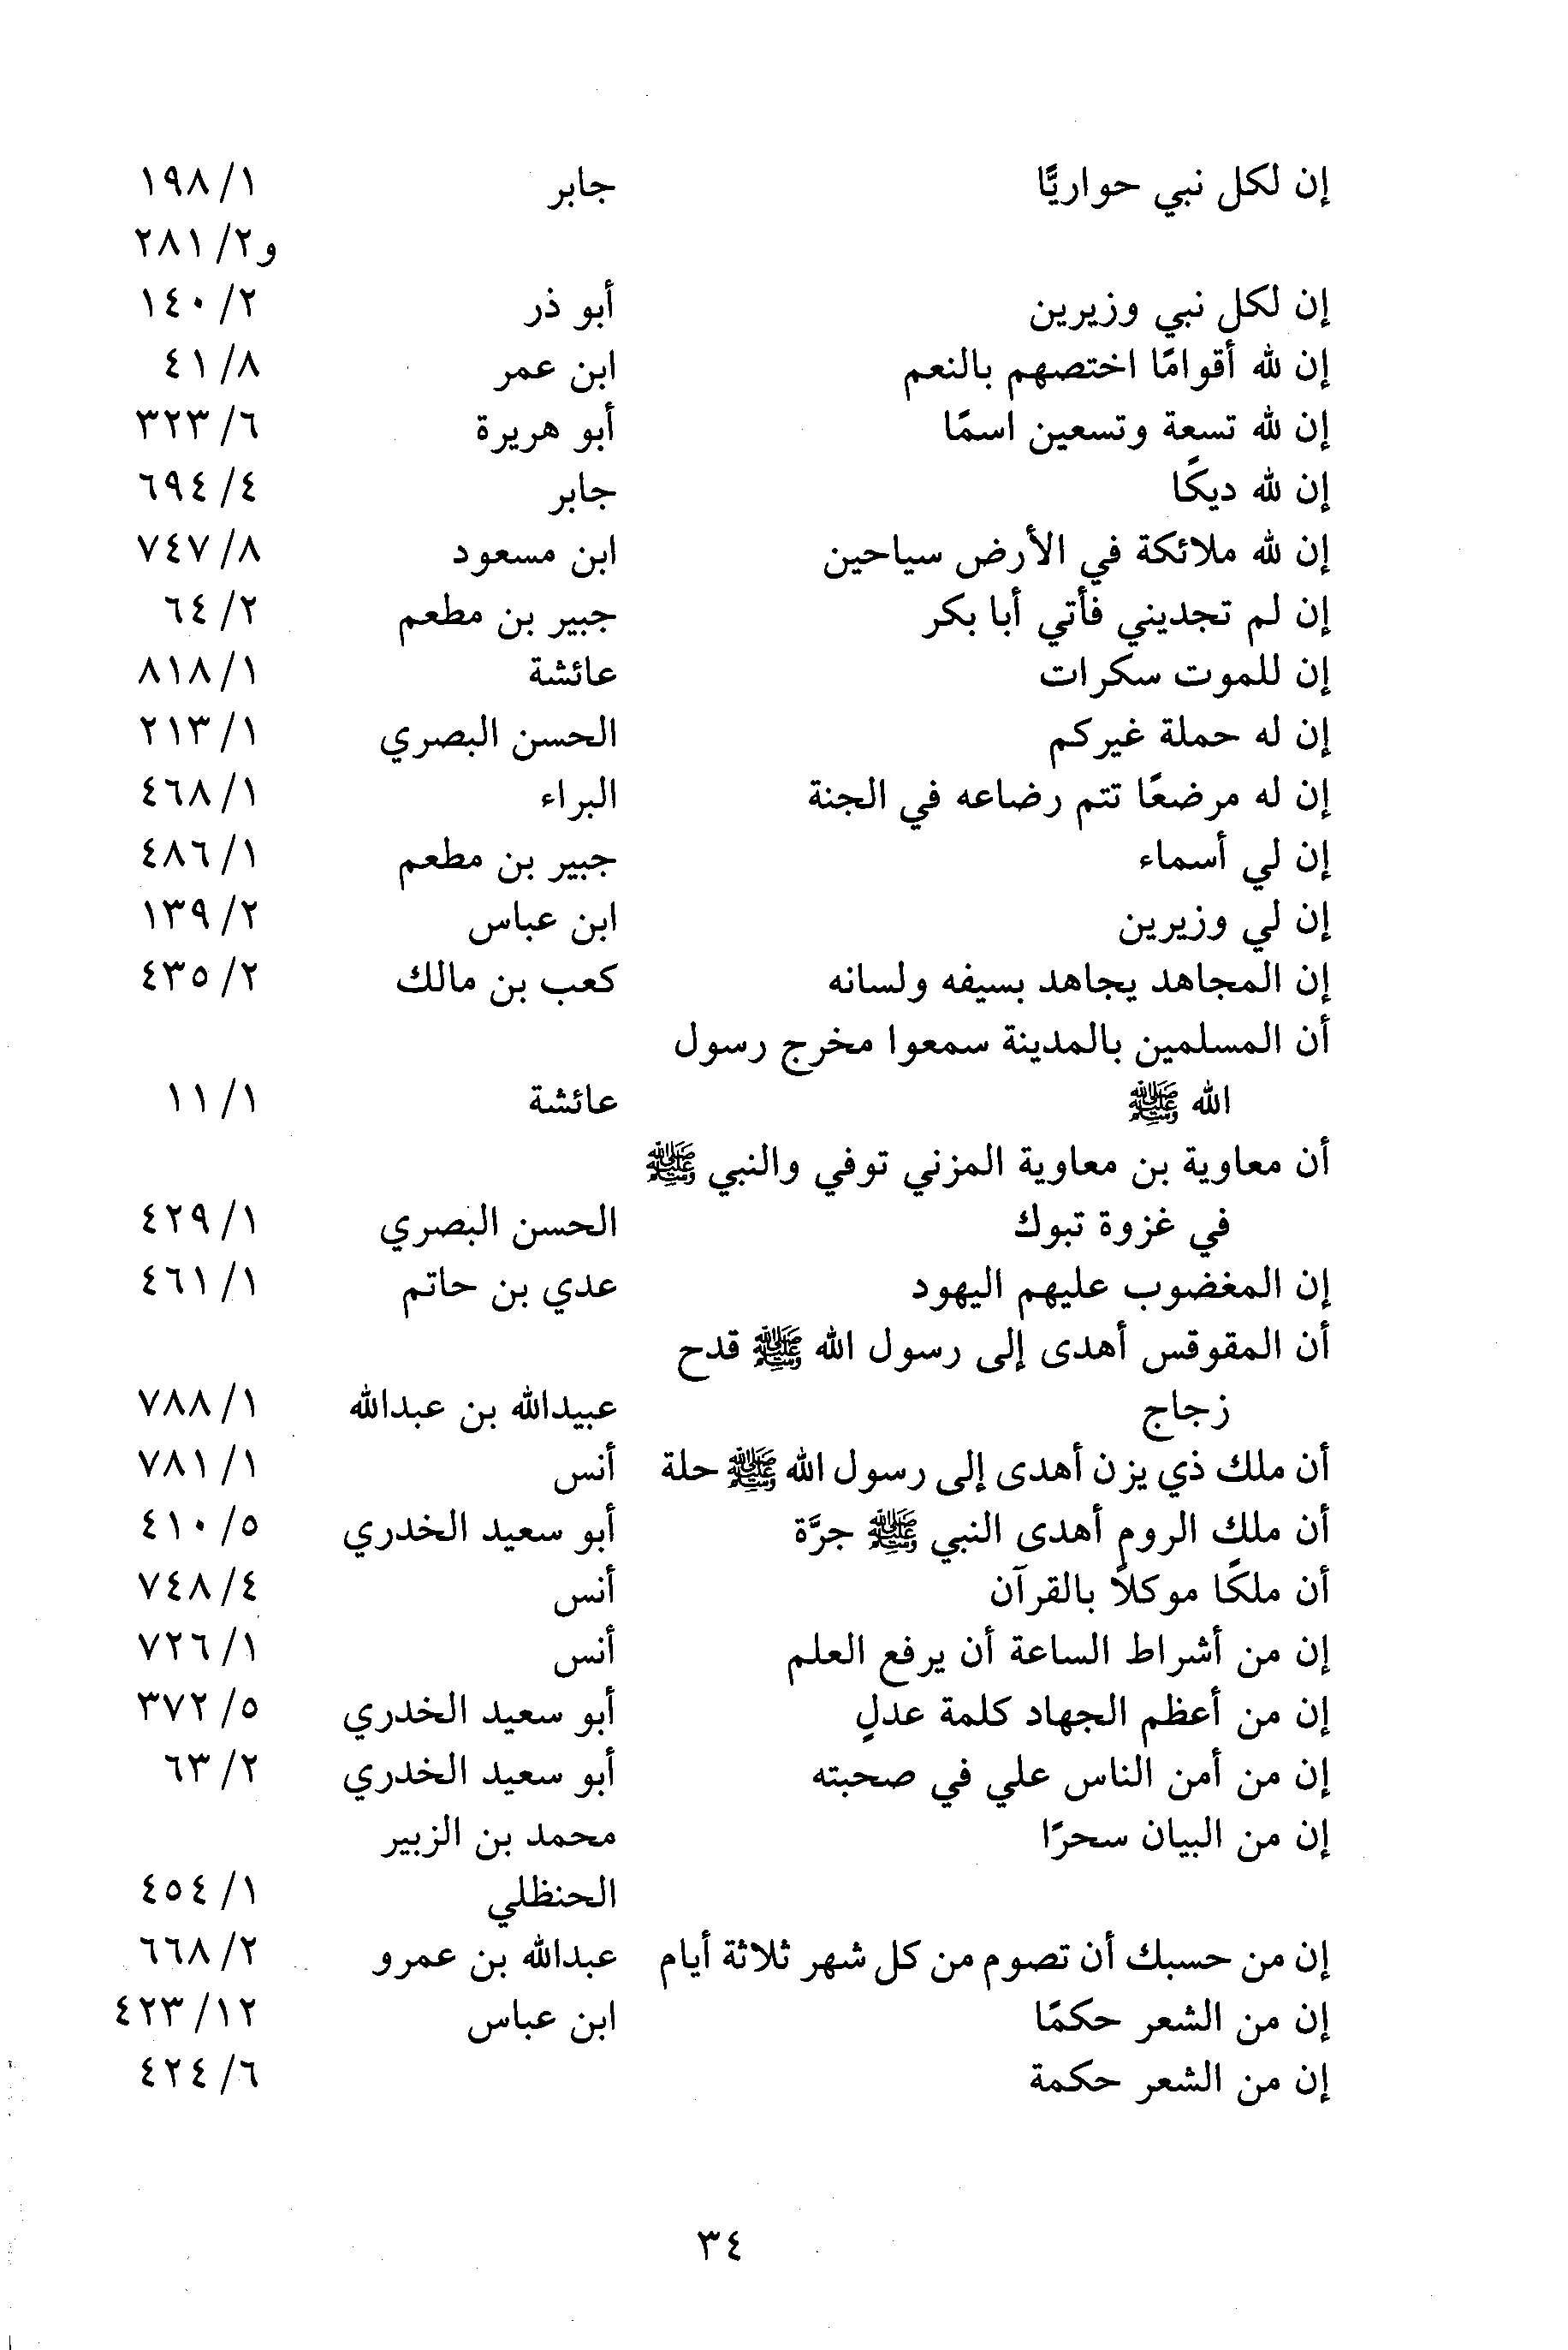 إن لكل نبي حواريًّا جابر ١٩٨/١
و٢/ ٢٨١
إن لكل نبي وزيرين أبو ذر ٢/ ١٤٠
إن لله أقوامًا اختصهم بالنعم ابن عمر ٨/ ٤١
إن لله تسعة وتسعين اسمًا أبو هريرة ٦/ ٣٢٣
إن لله ديكًا جابر ٤/ ٦٩٤
إن لله ملائكة في الأرض سياحين ابن مسعود ٨/ ٧٤٧
إن لم تجديني فأتي أبا بكر جبير بن مطعم ٢/ ٦٤
إن للموت سكرات عائشة ١/ ٨١٨
إن له حملة غيركم الحسن البصري ١/ ٢١٣
إن له مرضعًا تتم رضاعه في الجنة البراء ١/ ٤٦٨
إن لي أسماء جبير بن مطعم ١/ ٤٨٦
إن لي وزيرين ابن عباس ٢/ ١٣٩
إن المجاهد يجاهد بسيفه ولسانه كعب بن مالك ٢/ ٤٣٥
أن المسلمين بالمدينة سمعوا مخرج رسول
الله ﷺ عائشة ١/ ١١
أن معاوية بن معاوية المزني توفي والنبي ﷺ
في غزوة تبوك الحسن البصري ١/ ٤٢٩
إن المغضوب عليهم اليهود عدي بن حاتم ١/ ٤٦١
أن المقوقس أهدى إلى رسول الله ﷺ قدح
زجاج عبيدالله بن عبدالله ١/ ٧٨٨
أن ملك ذي يزن أهدى إلى رسول الله ﷺ حلة أنس ١/ ٧٨١
أن ملك الروم أهدى النبي ﷺ جرَّة أبو سعيد الخدري ٥/ ٤١٠
أن ملكًا موكلاً بالقرآن أنس ٤/ ٧٤٨
إن من أشراط الساعة أن يرفع العلم أنس ١/ ٧٢٦
إن من أعظم الجهاد كلمة عدلٍ أبو سعيد الخدري ٥/ ٣٧٢
إن من أمن الناس علي في صحبته أبو سعيد الخدري ٢/ ٦٣
إن من البيان سحرًا محمد بن الزبير
الحنظلي ١/ ٤٥٤
إن من حسبك أن تصوم من كل شهر ثلاثة أيام عبدالله بن عمرو ٢/ ٦٦٨
إن من الشعر حكمًا ابن عباس ١٢/ ٤٢٣
إن من الشعر حكمة ٦/ ٤٢٤
٣٤